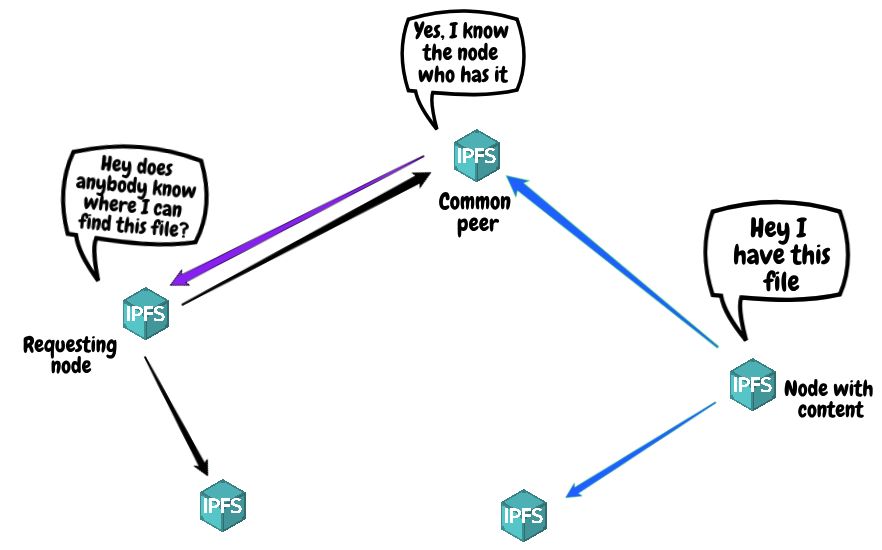 Yes, I know
the node
who has it
IPFS
Common
peer
Hey does
anybody know
where I can
find this file?
IPFS
Requesting
node
Hey I
have this
file
IPFS
Node with
content
IPFS
IPFS